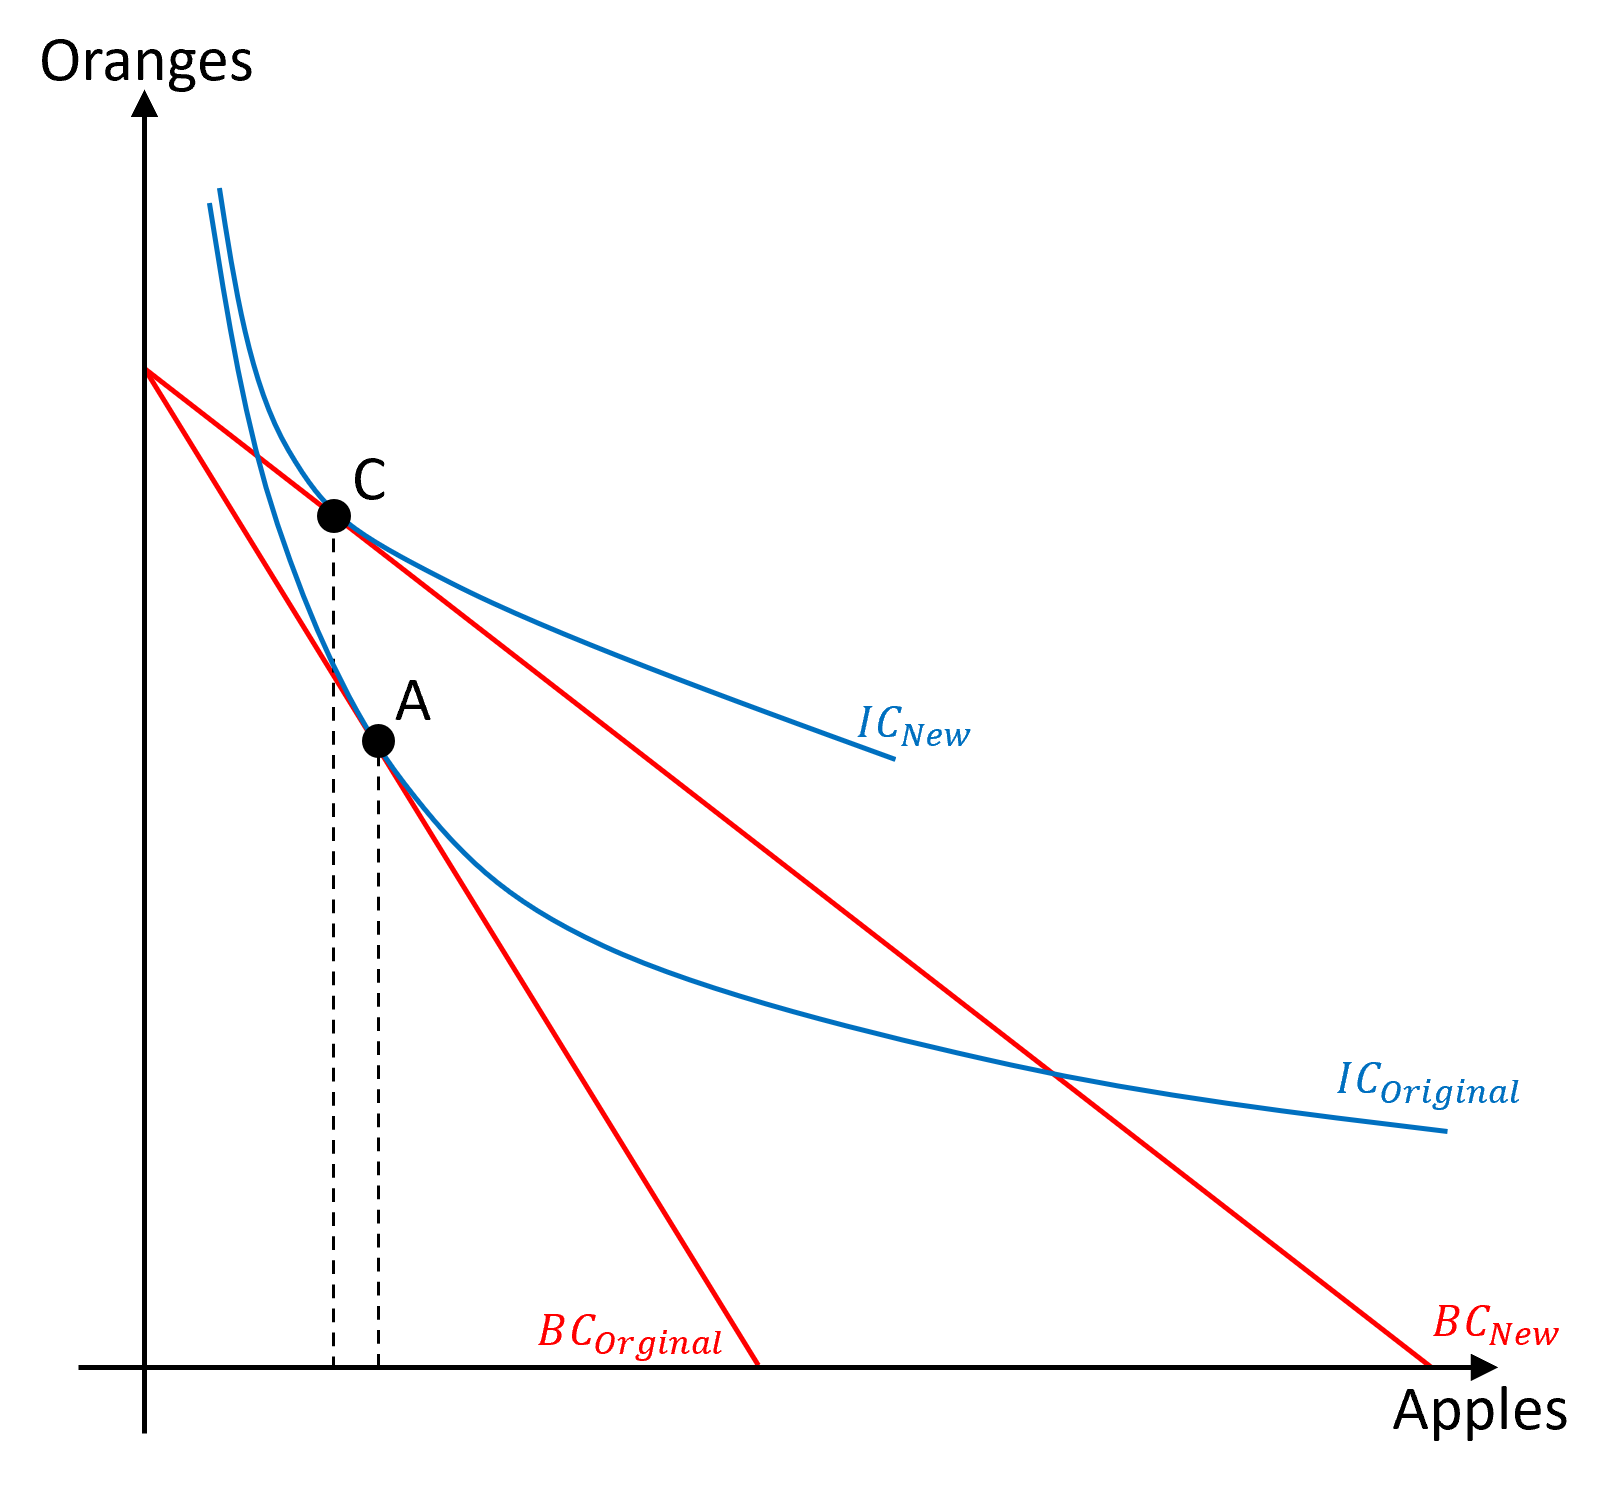 Oranges
C
A
IC_New
IC_Original
BC_Orginal
BC_New
Apples